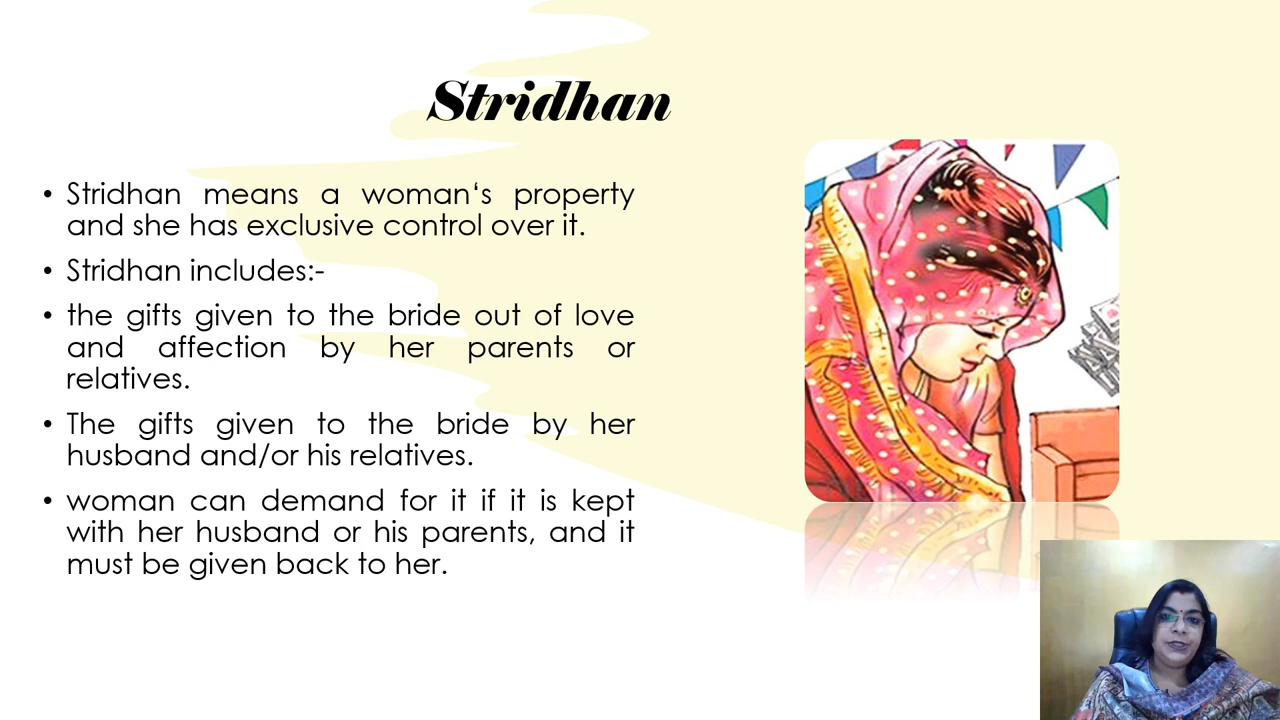 Stridhan
• Stridhan means a woman‘s property
and she has exclusive control over it.
• Stridhan includes:-
• the gifts given to the bride out of love
and affection by her parents or
relatives.
• The gifts given to the bride by her
husband and/or his relatives.
• woman can demand for it if it is kept
with her husband or his parents, and it
must be given back to her.